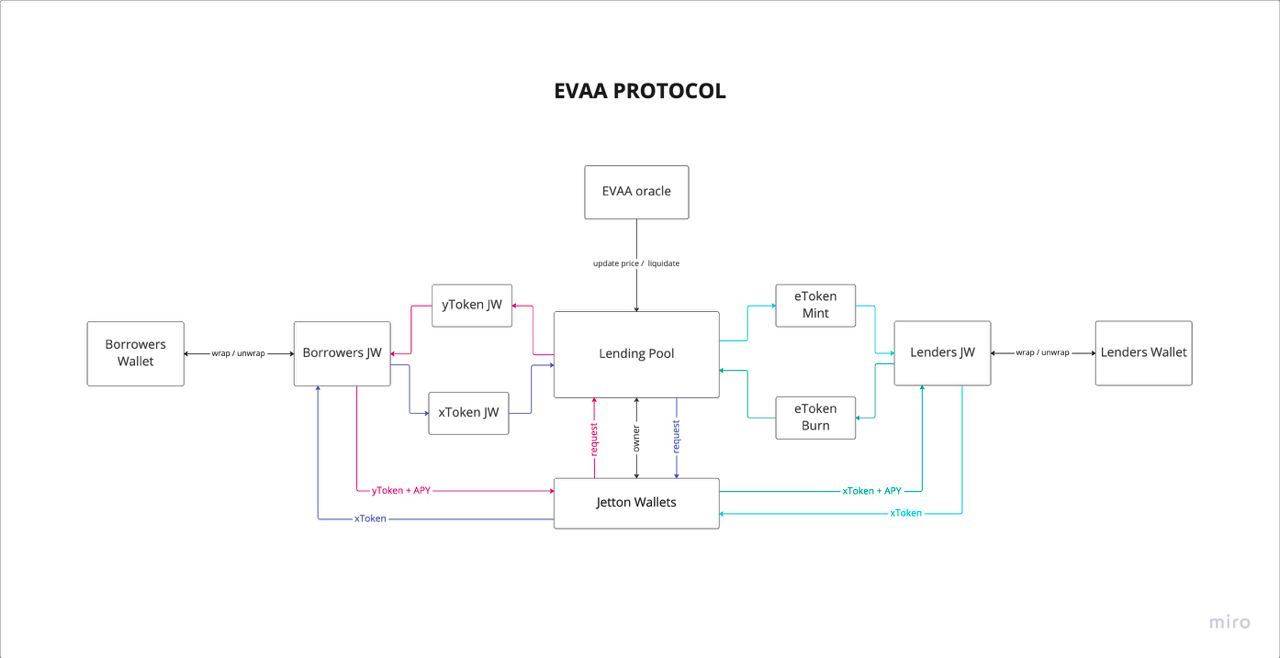 EVAA PROTOCOL
EVAA oracle
update price / liquidate
yToken JW
eToken
Mint
Borrowers
Wallet
wrap / unwrap
Borrowers JW
Lending Pool
Lenders JW
wrap / unwrap
Lenders Wallet
xToken JW
eToken
Burn
request
owner
request
yToken + APY
Jetton Wallets
xToken + APY
xToken
xToken
miro